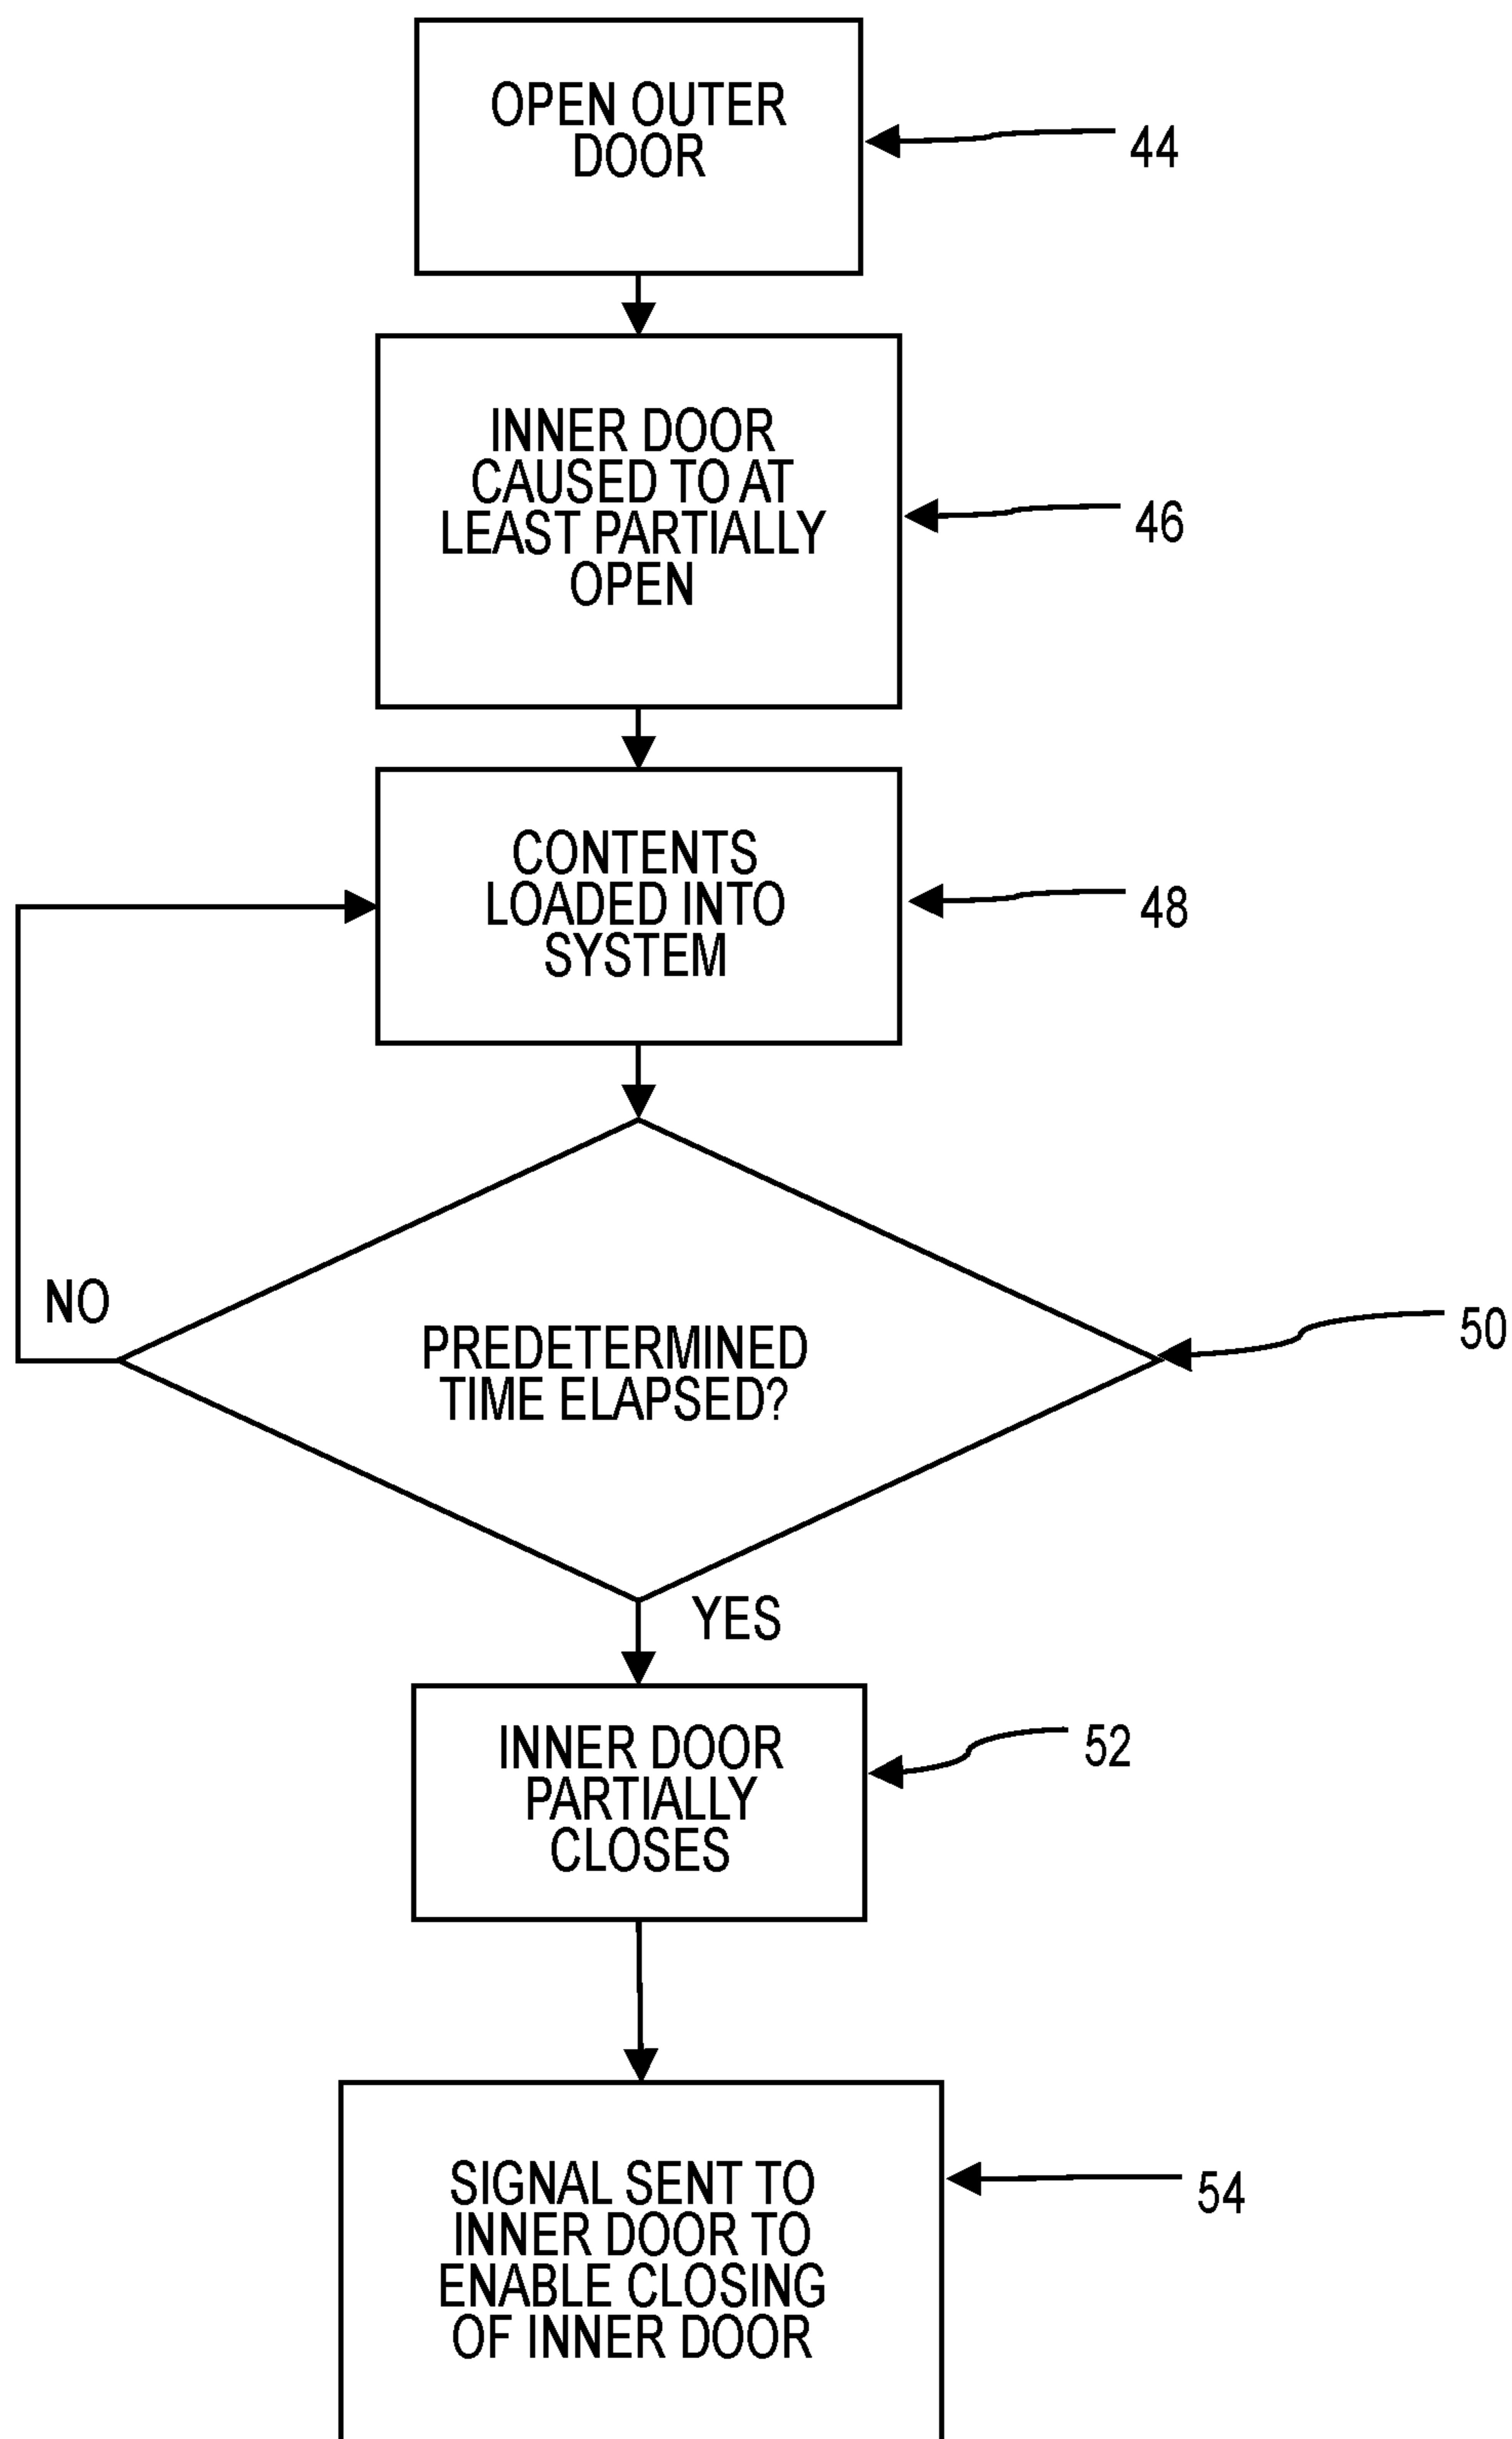 OPEN OUTER
DOOR
44
INNER DOOR
CAUSED TO AT
LEAST PARTIALLY
OPEN
46
CONTENTS
LOADED INTO
SYSTEM
48
NO
PREDETERMINED
TIME ELAPSED?
50
YES
INNER DOOR
PARTIALLY
CLOSES
52
SIGNAL SENT TO
INNER DOOR TO
ENABLE CLOSING
OF INNER DOOR
54